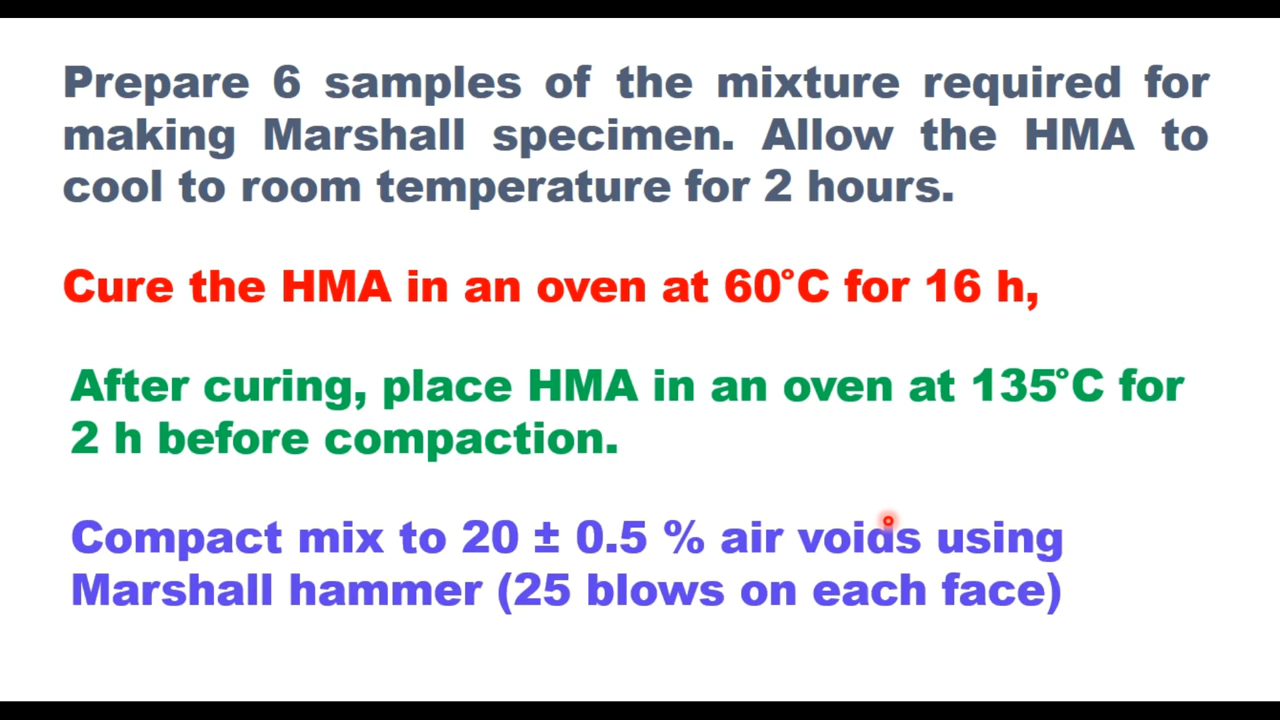 Prepare 6 samples of the mixture required for
making Marshall specimen. Allow the HMA to
cool to room temperature for 2 hours.
Cure the HMA in an oven at 60°C for 16 h,
After curing, place HMA in an oven at 135°C for
2 h before compaction.
Compact mix to 20 ± 0.5 % air voids using
Marshall hammer (25 blows on each face)